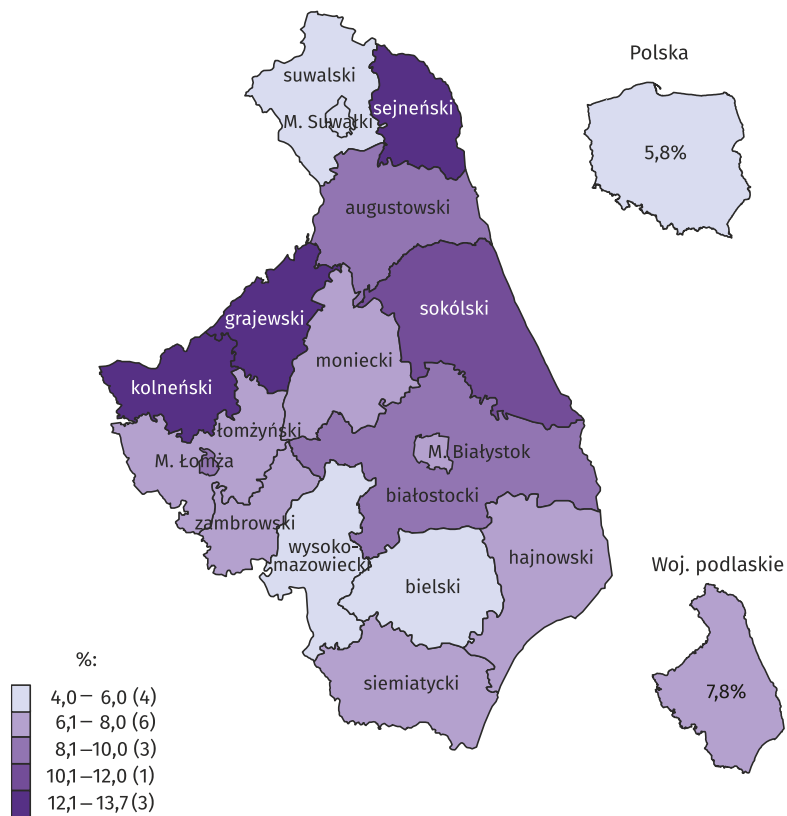 Polska
suwalski
M. Suwałki
sejneński
5,8%
augustowski
sokólski
grajewski
moniecki
kolneński
łomżyński
M. Łomża
M. Białystok
białostocki
zambrowski
wysoko-
mazowiecki
hajnowski
bielski
Woj. podlaskie
siemiatycki
7,8%
%:
4,0– 6,0 (4)
6,1– 8,0 (6)
8,1–10,0 (3)
10,1–12,0 (1)
12,1–13,7(3)